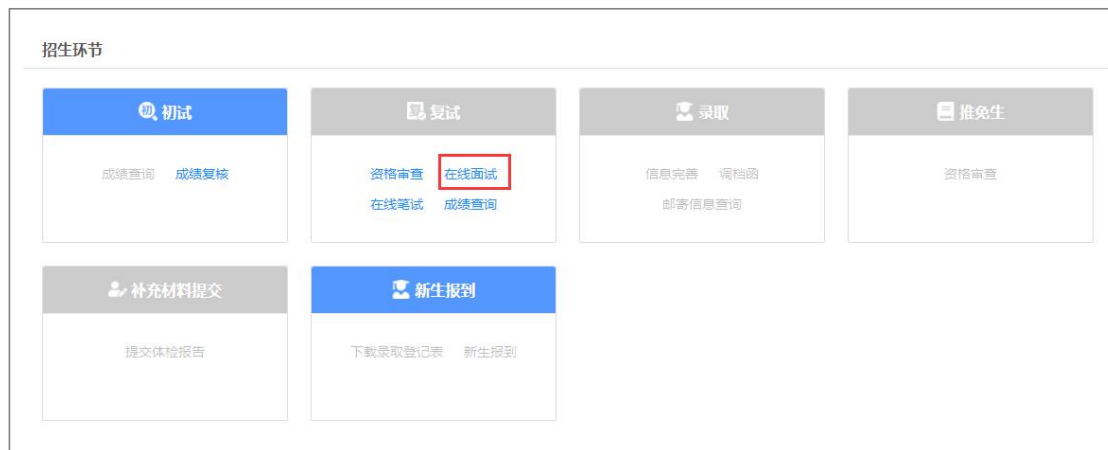 招生环节
初 初试
复试
录取
推免生
成绩查询 成绩复核
资格审查 在线面试
在线笔试 成绩查询
信息完善 调档函
邮寄信息查询
资格审查
补充材料提交
新生报到
提交体检报告
下载录取登记表 新生报到